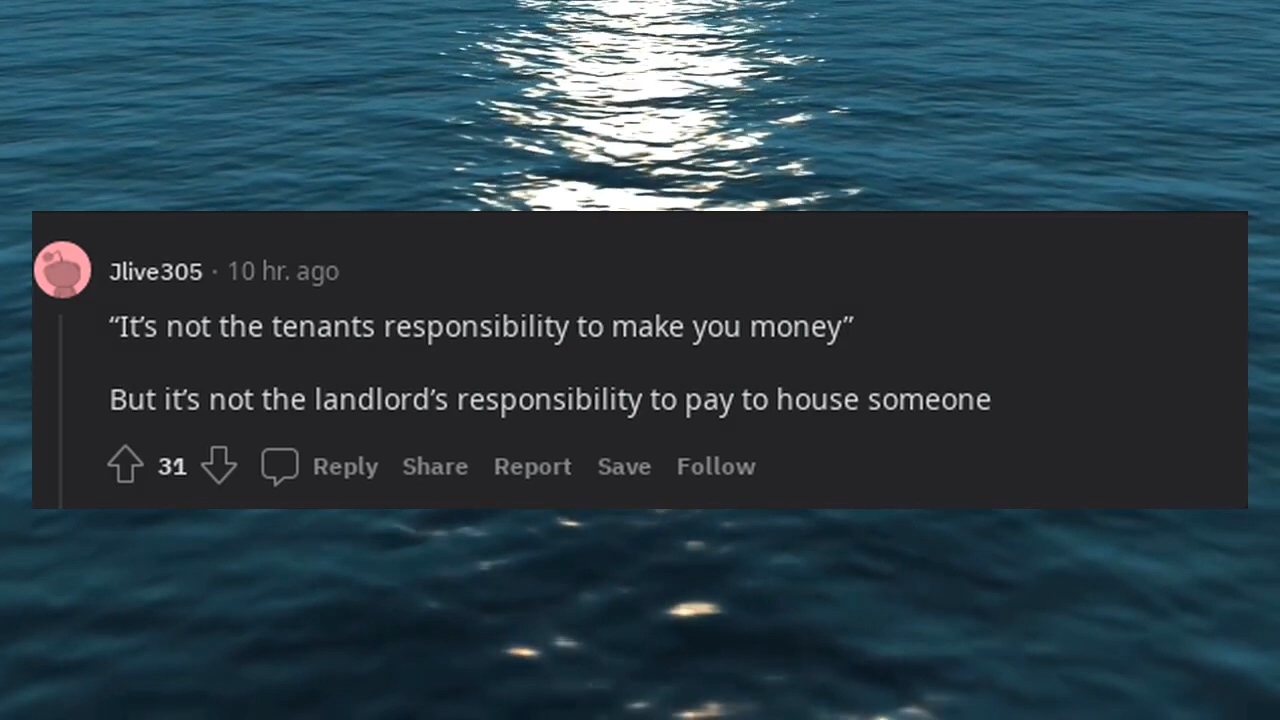 Jlive305 · 10 hr. ago
“It’s not the tenants responsibility to make you money”
But it’s not the landlord’s responsibility to pay to house someone
31 Reply Share Report Save Follow